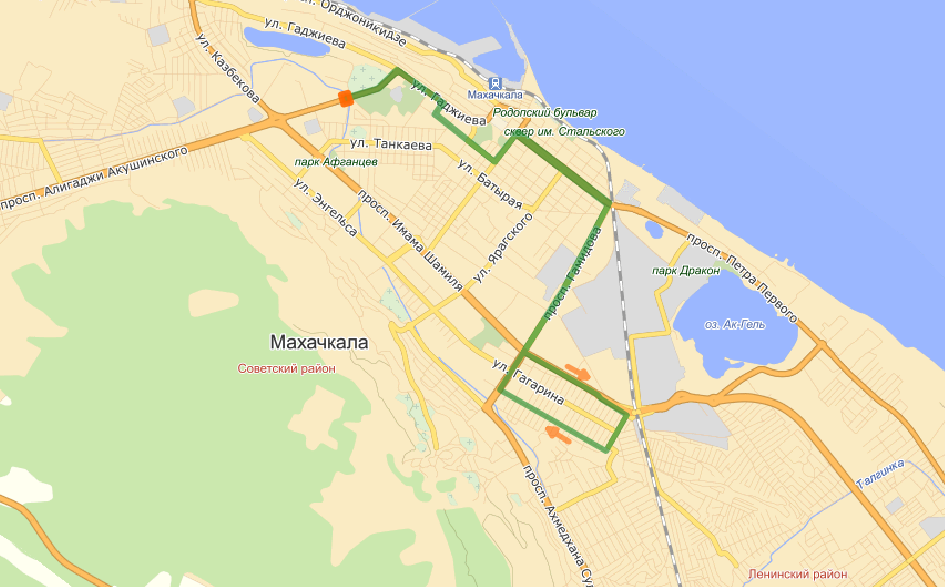 ул. Орджоникидзе
ул. Гаджиева
ул. Казбекова
Махачкала
ул. Гаджиева
Родопский бульвар
сквер им. Стальского
ул. Танкаева
парк Афганцев
просп. Алигаджи Акушинского
ул. Батырая
ул. Энгельса
просп. Имама Шамиля
ул. Ярагского
просп. Гамидова
просп. Петра Первого
парк Дракон
оз. Ак-Гель
Махачкала
Советский район
ул. Гагарина
Талгинка
просп. Ахмедхана Су
Ленинский район